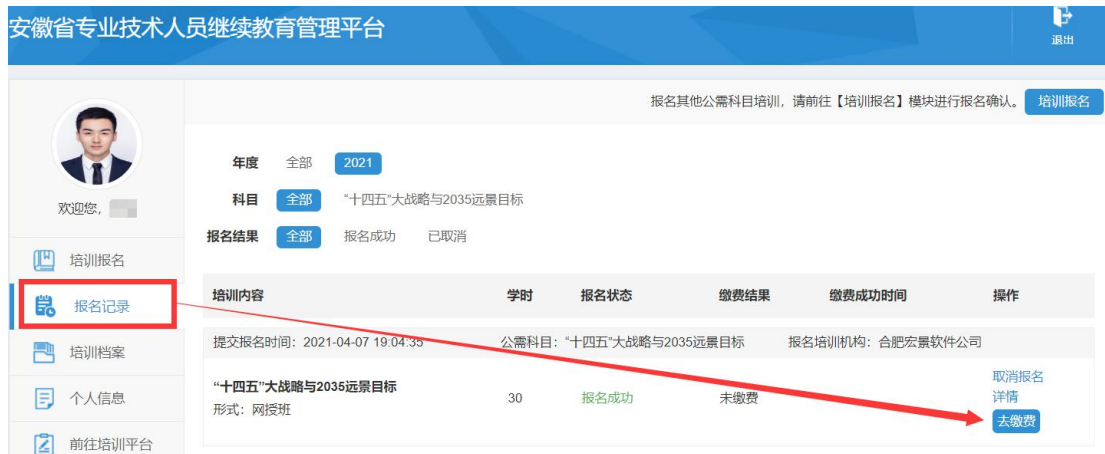 安徽省专业技术人员继续教育管理平台
退出
报名其他公需科目培训，请前往【培训报名】模块进行报名确认。 培训报名
年度 全部 2021
科目 全部 “十四五”大战略与2035远景目标
欢迎您,
报名结果 全部 报名成功 已取消
培训报名
报名记录
培训档案
个人信息
前往培训平台
培训内容 学时 报名状态 缴费结果 缴费成功时间 操作
提交报名时间：2021-04-07 19:04:35 公需科目：“十四五”大战略与2035远景目标 报名培训机构：合肥宏景软件公司
“十四五”大战略与2035远景目标
形式：网授班
30 报名成功 未缴费
取消报名
详情
去缴费